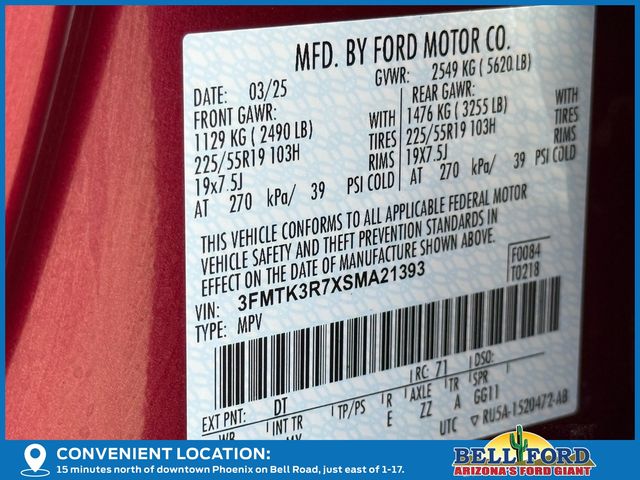 MFD. BY FORD MOTOR CO.
DATE: 03/25
GVWR: 2549 KG (5620 LB)
FRONT GAWR:
1129 KG (2490 LB) WITH
225/55R19 103H TIRES
19x7.5J RIMS
AT 270 kPa/ 39 PSI COLD
REAR GAWR:
1476 KG (3255 LB) WITH
225/55R19 103H TIRES
19X7.5J RIMS
AT 270 kPa/ 39 PSI COLD
THIS VEHICLE CONFORMS TO ALL APPLICABLE FEDERAL MOTOR
VEHICLE SAFETY AND THEFT PREVENTION STANDARDS IN
EFFECT ON THE DATE OF MANUFACTURE SHOWN ABOVE.
VIN: 3FMTK3R7XSMA21393
TYPE: MPV
F0084
T0218
EXT PNT: DT RC: 71 DSO:
WB INT TR TP/PS R AXLE TR SPR
E ZZ A GG11
UTC ▽ RU5A-1520472-AB
CONVENIENT LOCATION:
15 minutes north of downtown Phoenix on Bell Road, just east of 1-17.
BELL FORD
ARIZONA'S FORD GIANT